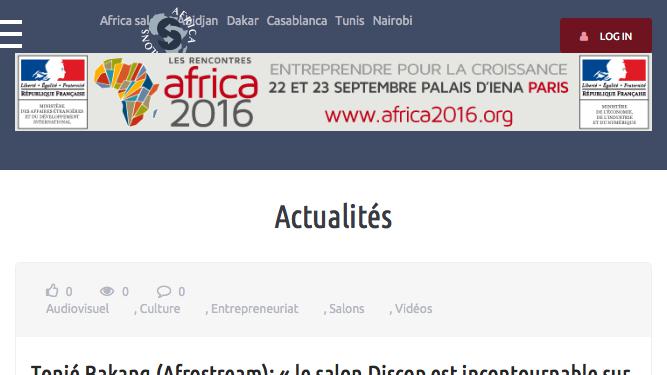 Africa Abidjan Dakar Casablanca Tunis Nairobi
AFRICA
LOG IN
Liberté • Égalité • Fraternité
RÉPUBLIQUE FRANÇAISE
MINISTÈRE
DES AFFAIRES ÉTRANGÈRES
ET DU DÉVELOPPEMENT
INTERNATIONAL
LES RENCONTRES
africa
2016
ENTREPRENDRE POUR LA CROISSANCE
22 ET 23 SEPTEMBRE PALAIS D'IENA PARIS
www.africa2016.org
Liberté • Égalité • Fraternité
RÉPUBLIQUE FRANÇAISE
MINISTÈRE
DE L'ÉCONOMIE,
DE L'INDUSTRIE
ET DU NUMÉRIQUE
Actualités
0 0 0
Audiovisuel , Culture , Entrepreneuriat , Salons , Vidéos
Tonjé Bakang (Afrostream): « le salon Discop est incontournable sur